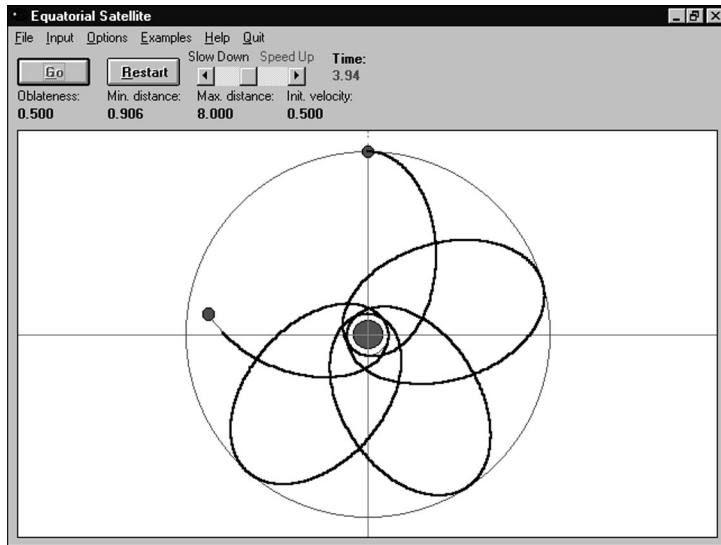 Equatorial Satellite
File Input Options Examples Help Quit
Slow Down Speed Up Time:
Go Restart 3.94
Oblateness: Min. distance: Max. distance: Init. velocity:
0.500 0.906 8.000 0.500